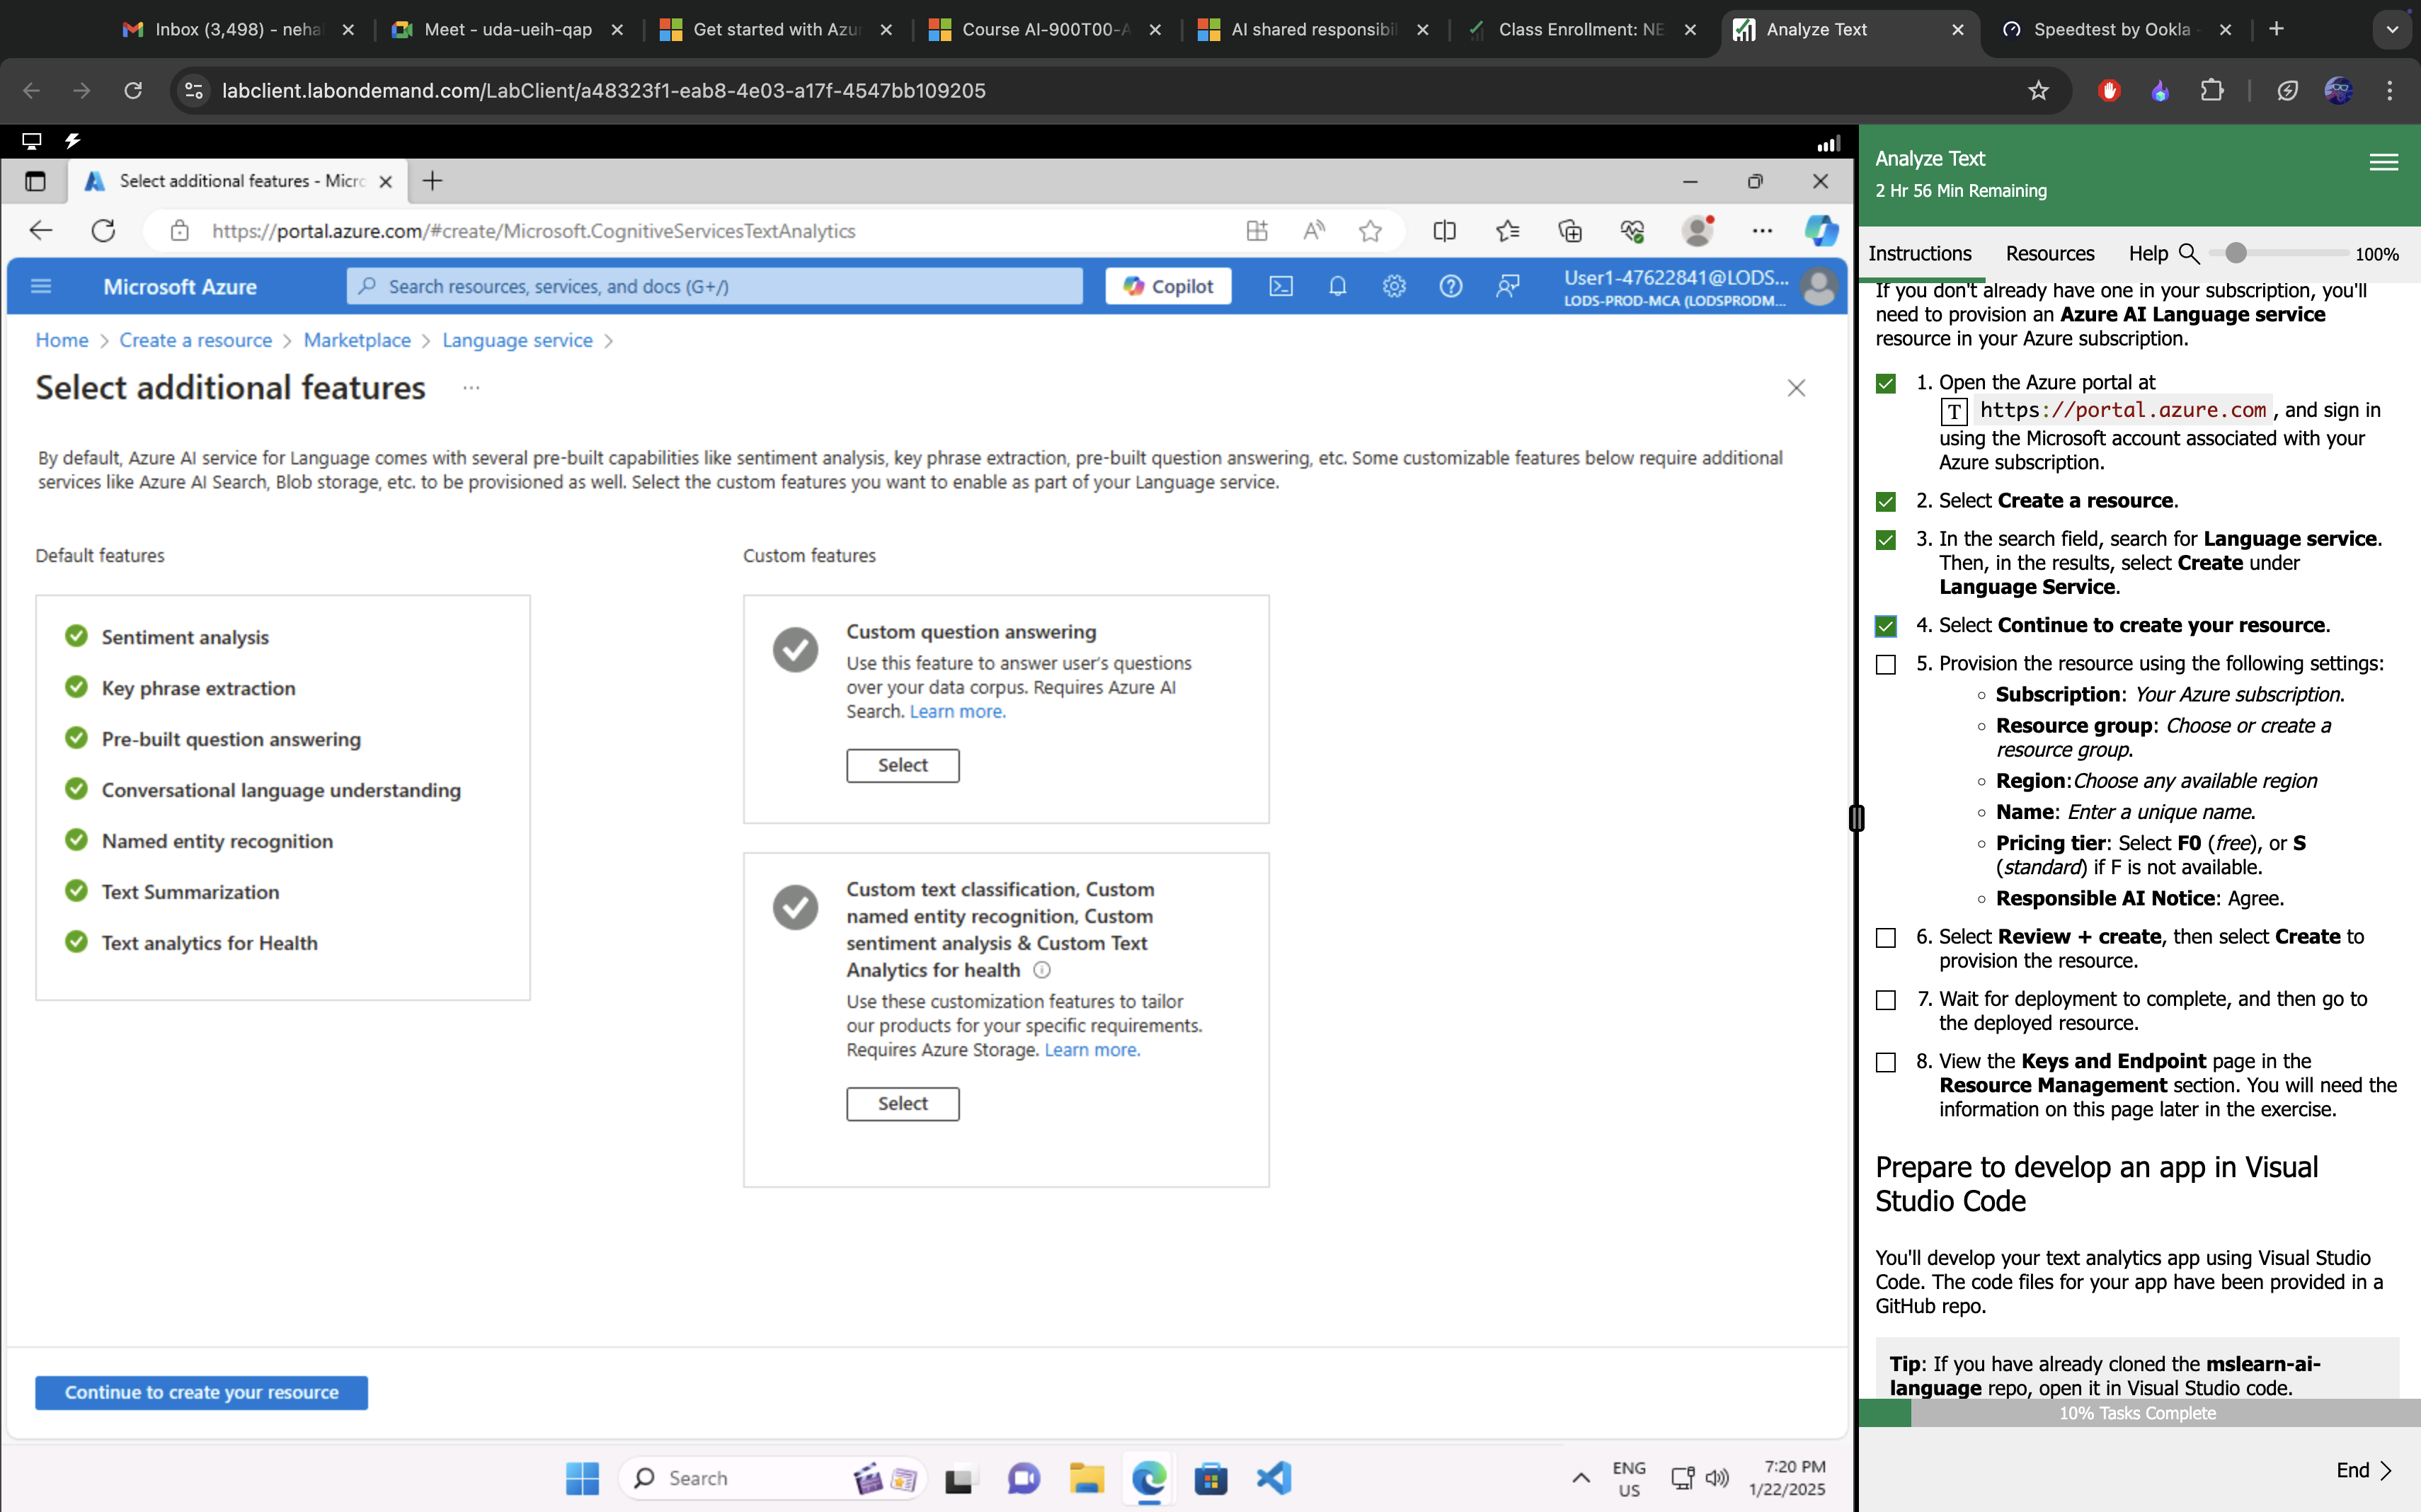 Inbox (3,498) - neha
Meet - uda-ueih-qap
Get started with Azur
Course AI-900T00-A
AI shared responsibil
Class Enrollment: NE
Analyze Text
Speedtest by Ookla
labclient.labondemand.com/LabClient/a48323f1-eab8-4e03-a17f-4547bb109205
Select additional features - Micro
https://portal.azure.com/#create/Microsoft.CognitiveServicesTextAnalytics
Microsoft Azure
Search resources, services, and docs (G+/)
Copilot
User1-47622841@LODS...
LODS-PROD-MCA (LODSPRODM...
Home > Create a resource > Marketplace > Language service >
Select additional features ...
By default, Azure AI service for Language comes with several pre-built capabilities like sentiment analysis, key phrase extraction, pre-built question answering, etc. Some customizable features below require additional
services like Azure AI Search, Blob storage, etc. to be provisioned as well. Select the custom features you want to enable as part of your Language service.
Default features
Sentiment analysis
Key phrase extraction
Pre-built question answering
Conversational language understanding
Named entity recognition
Text Summarization
Text analytics for Health
Custom features
Custom question answering
Use this feature to answer user's questions
over your data corpus. Requires Azure AI
Search. Learn more.
Select
Custom text classification, Custom
named entity recognition, Custom
sentiment analysis & Custom Text
Analytics for health
Use these customization features to tailor
our products for your specific requirements.
Requires Azure Storage. Learn more.
Select
Continue to create your resource
Search
ENG
US
7:20 PM
1/22/2025
Analyze Text
2 Hr 56 Min Remaining
Instructions
Resources
Help
100%
If you don't already have one in your subscription, you'll
need to provision an Azure AI Language service
resource in your Azure subscription.
1. Open the Azure portal at
T https://portal.azure.com, and sign in
using the Microsoft account associated with your
Azure subscription.
2. Select Create a resource.
3. In the search field, search for Language service.
Then, in the results, select Create under
Language Service.
4. Select Continue to create your resource.
5. Provision the resource using the following settings:
Subscription: Your Azure subscription.
Resource group: Choose or create a
resource group.
Region:Choose any available region
Name: Enter a unique name.
Pricing tier: Select F0 (free), or S
(standard) if F is not available.
Responsible AI Notice: Agree.
6. Select Review + create, then select Create to
provision the resource.
7. Wait for deployment to complete, and then go to
the deployed resource.
8. View the Keys and Endpoint page in the
Resource Management section. You will need the
information on this page later in the exercise.
Prepare to develop an app in Visual
Studio Code
You'll develop your text analytics app using Visual Studio
Code. The code files for your app have been provided in a
GitHub repo.
Tip: If you have already cloned the mslearn-ai-
language repo, open it in Visual Studio code.
10% Tasks Complete
End